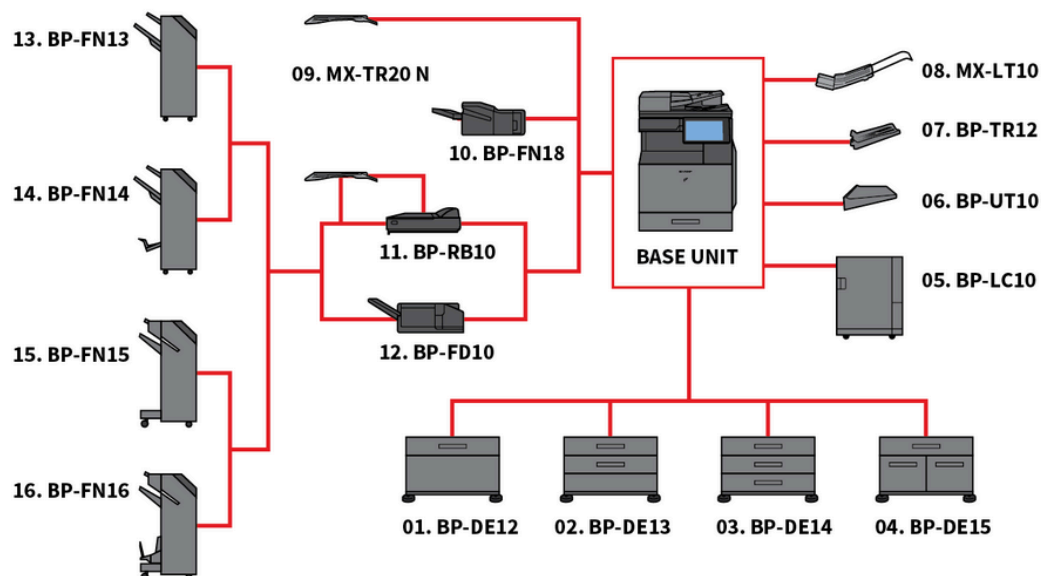 13. BP-FN13
09. MX-TR20 N
08. MX-LT10
10. BP-FN18
07. BP-TR12
14. BP-FN14
06. BP-UT10
11. BP-RB10
BASE UNIT
05. BP-LC10
15. BP-FN15
12. BP-FD10
16. BP-FN16
01. BP-DE12
02. BP-DE13
03. BP-DE14
04. BP-DE15